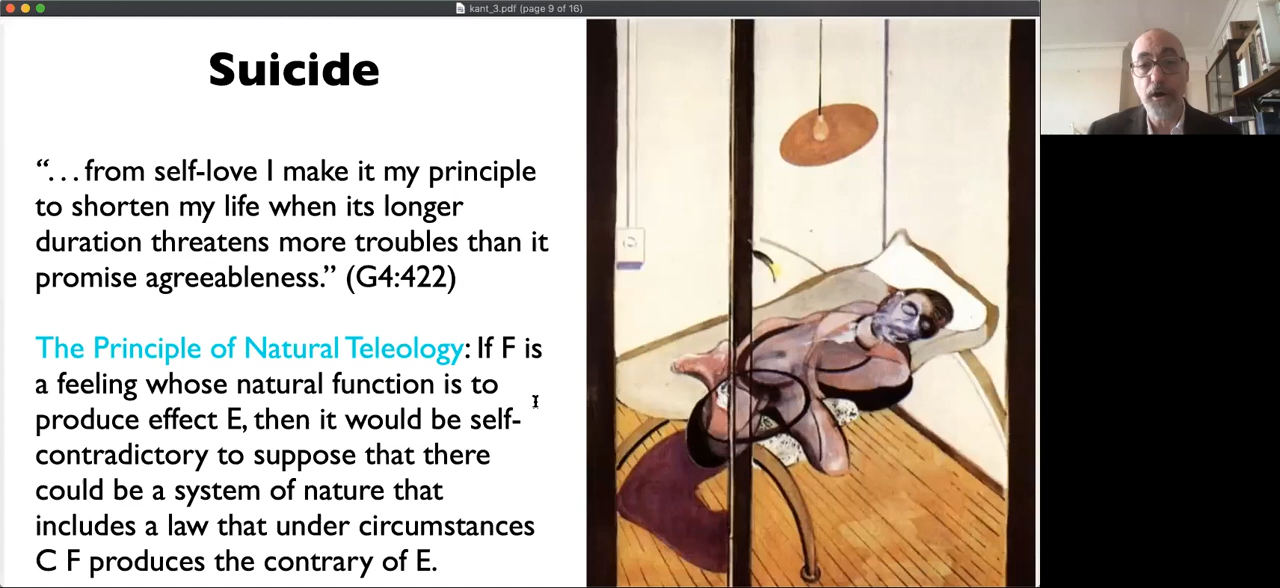 kant_3.pdf (page 9 of 16)
Suicide
“. . . from self-love I make it my principle
to shorten my life when its longer
duration threatens more troubles than it
promise agreeableness.” (G4:422)
The Principle of Natural Teleology: If F is
a feeling whose natural function is to
produce effect E, then it would be self-
contradictory to suppose that there
could be a system of nature that
includes a law that under circumstances
C F produces the contrary of E.